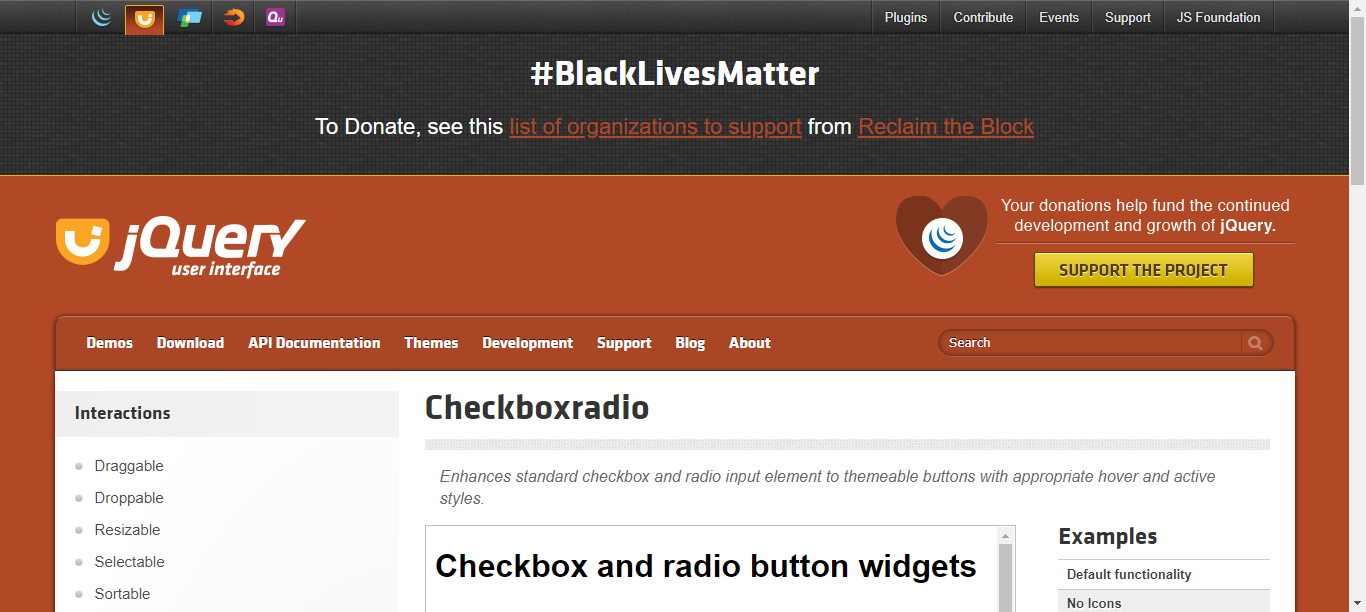 Qu
Plugins
Contribute
Events
Support
JS Foundation
#BlackLivesMatter
To Donate, see this list of organizations to support from Reclaim the Block
jQuery
user interface
Your donations help fund the continued
development and growth of jQuery.
SUPPORT THE PROJECT
Demos
Download
API Documentation
Themes
Development
Support
Blog
About
Search
Interactions
Draggable
Droppable
Resizable
Selectable
Sortable
Checkboxradio
Enhances standard checkbox and radio input element to themeable buttons with appropriate hover and active
styles.
Checkbox and radio button widgets
Examples
Default functionality
No Icons